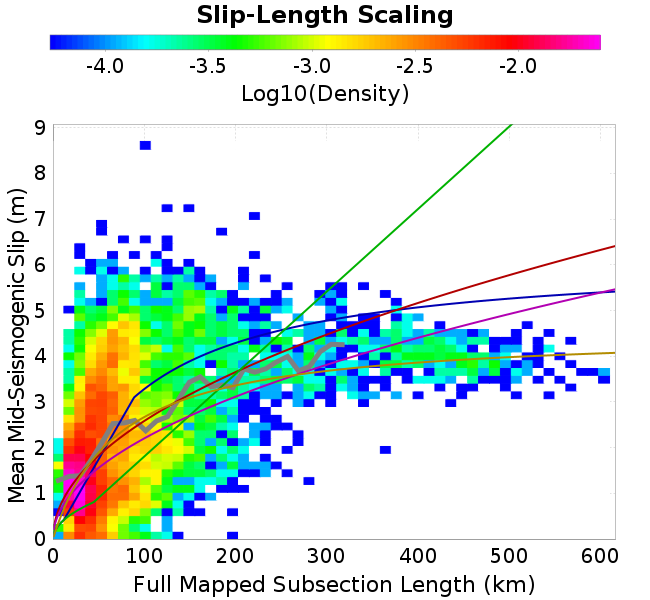 Slip-Length Scaling
-4.0 -3.5 -3.0 -2.5 -2.0
Log10(Density)
9
8
7
6
5
4
3
2
1
0
Mean Mid-Seismogenic Slip (m)
0 100 200 300 400 500 600
Full Mapped Subsection Length (km)